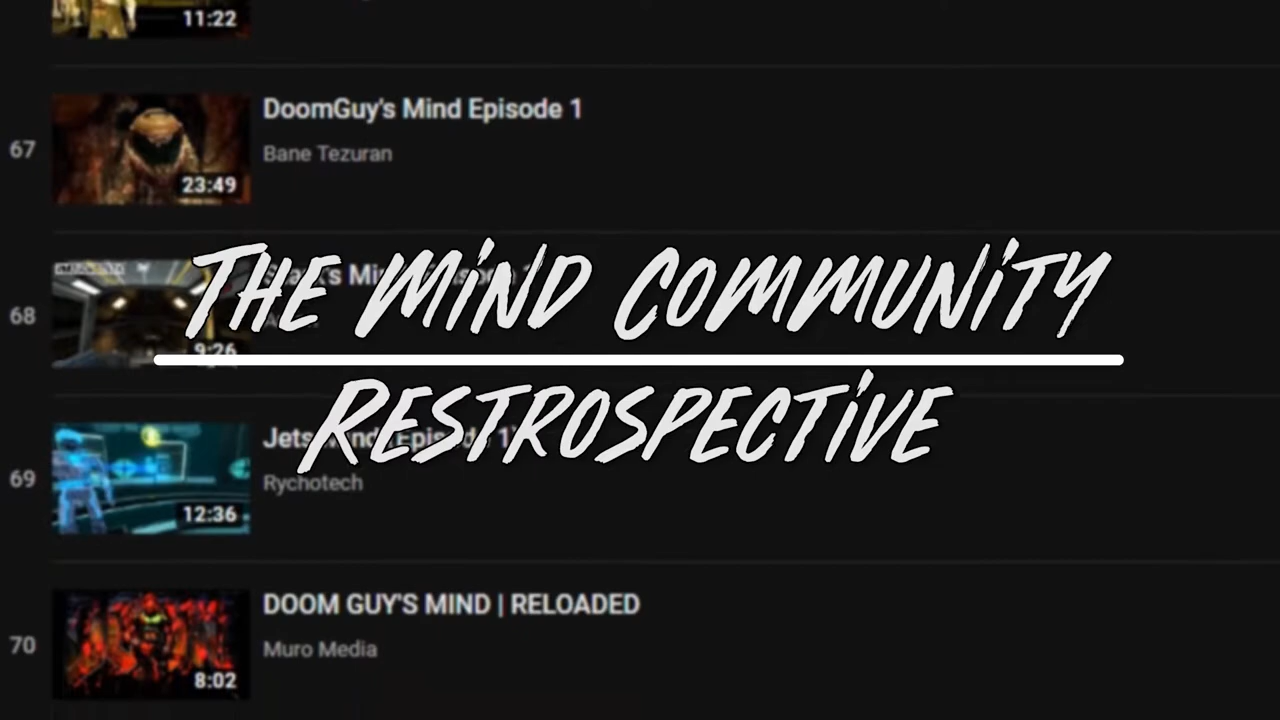 11:22
67
DoomGuy's Mind Episode 1
Bane Tezuran
23:49
THE MIND COMMUNITY
68
9:26
RESTROSPECTIVE
69
Rychotech
12:36
70
DOOM GUY'S MIND | RELOADED
Muro Media
8:02